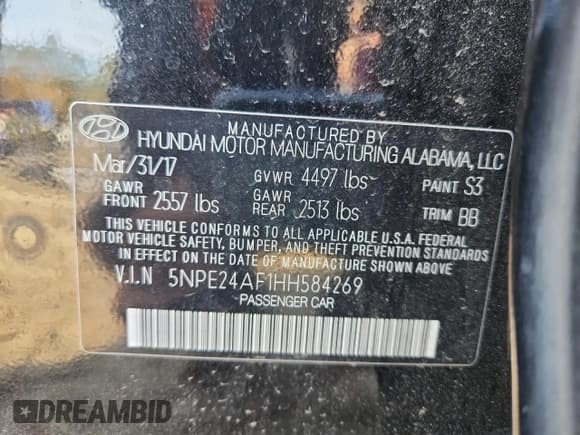 MANUFACTURED BY
HYUNDAI MOTOR MANUFACTURING ALABAMA, LLC
Mar/31/17 GVWR 4497 lbs PAINT S3
GAWR FRONT 2557 lbs GAWR REAR 2513 lbs TRIM BB
THIS VEHICLE CONFORMS TO ALL APPLICABLE U.S.A. FEDERAL
MOTOR VEHICLE SAFETY, BUMPER, AND THEFT PREVENTION STANDARDS
IN EFFECT ON THE DATE OF MANUFACTURE SHOWN ABOVE
V.I.N 5NPE24AF1HH584269
PASSENGER CAR
DREAMBID